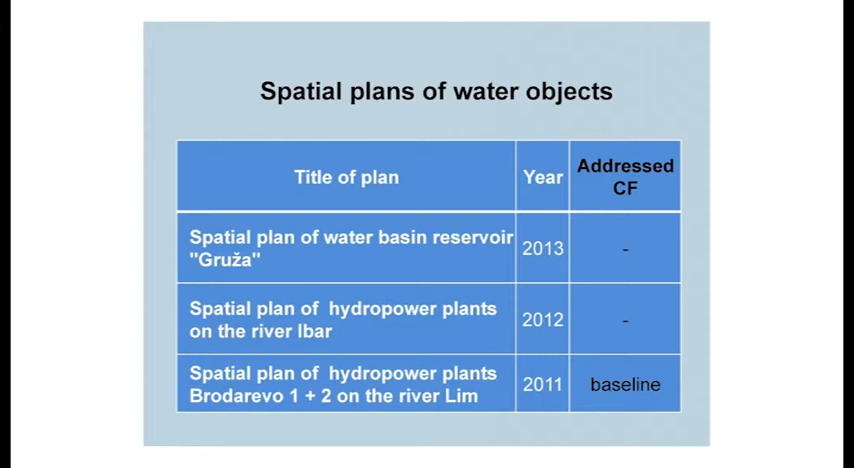 Spatial plans of water objects
Title of plan
Year
Addressed
CF
Spatial plan of water basin reservoir
"Gruža"
2013
-
Spatial plan of  hydropower plants
on the river Ibar
2012
-
Spatial plan of  hydropower plants
Brodarevo 1 + 2 on the river Lim
2011
baseline